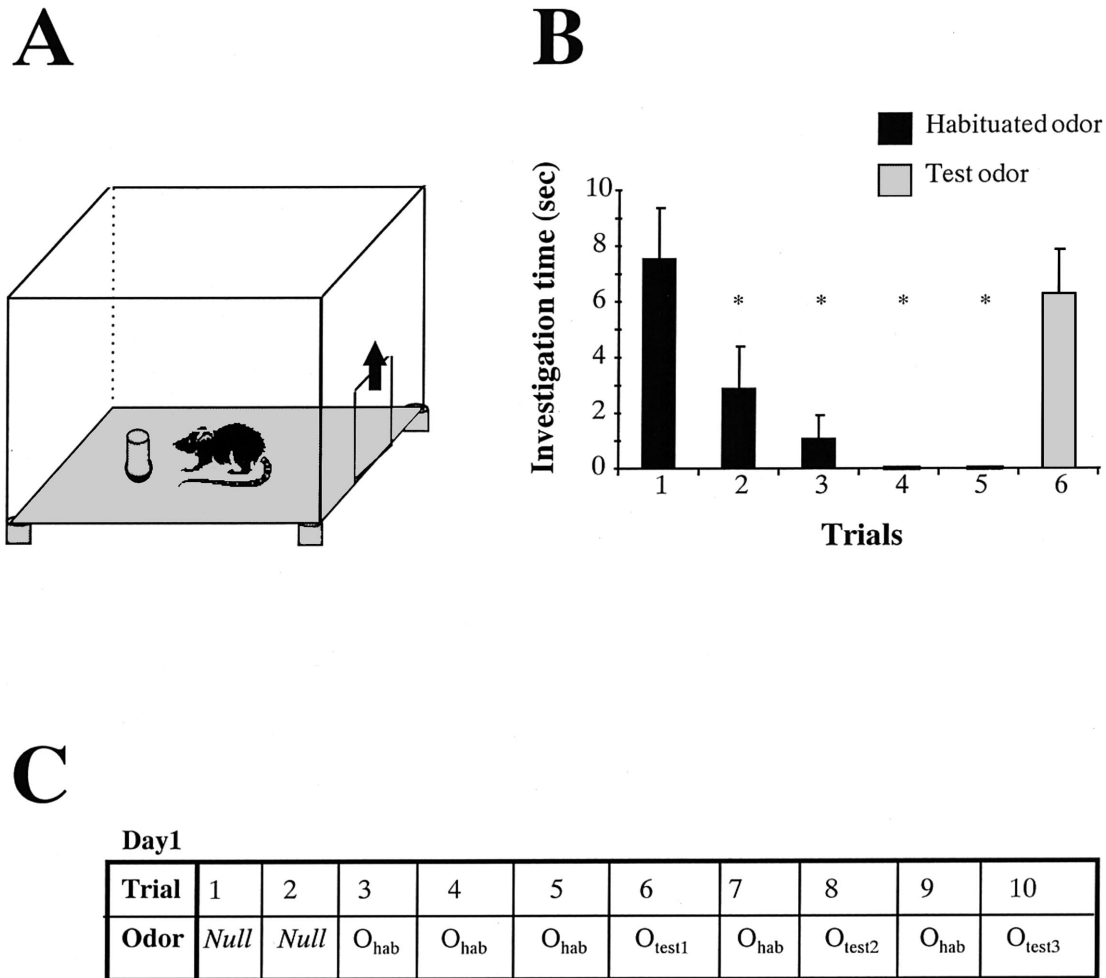 A
B
Habituated odor
Test odor
Investigation time (sec)
10
8
6
4
2
0
* * * *
1 2 3 4 5 6
Trials
C
Day1
Trial 1 2 3 4 5 6 7 8 9 10
Odor Null Null Ohab Ohab Ohab Otest1 Ohab Otest2 Ohab Otest3